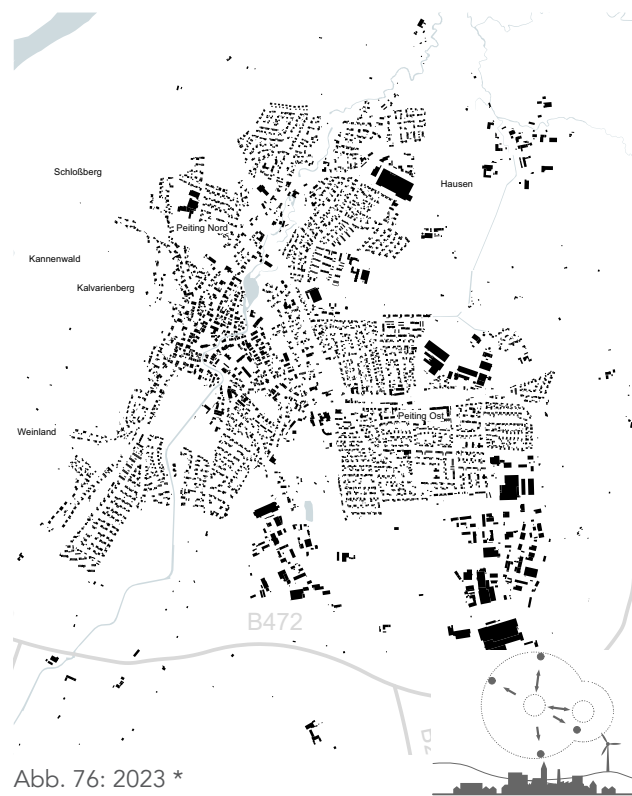 Schloßberg
Hausen
Peiting Nord
Kannenwald
Kalvarienberg
Peiting Ost
Weinland
B472
Abb. 76: 2023 *